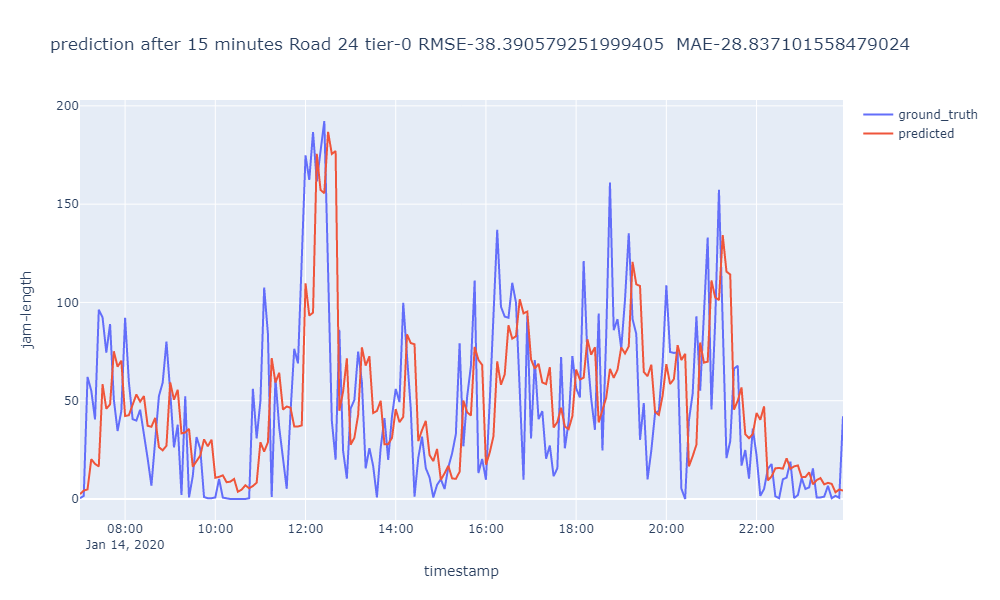 prediction after 15 minutes Road 24 tier-0 RMSE-38.390579251999405  MAE-28.837101558479024
ground_truth
predicted
jam-length
200
150
100
50
0
08:00 10:00 12:00 14:00 16:00 18:00 20:00 22:00
Jan 14, 2020
timestamp